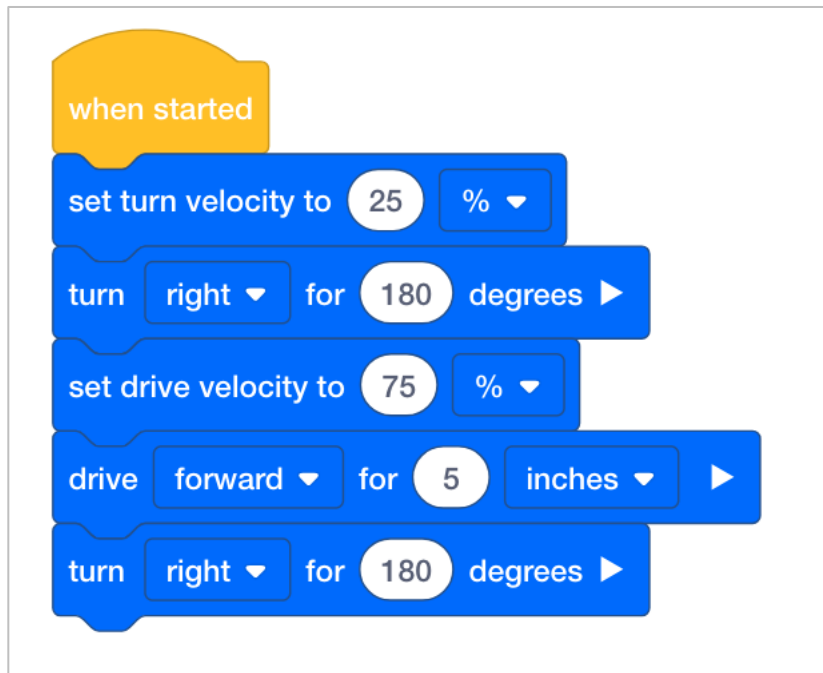 when started
set turn velocity to 25 %
turn right for 180 degrees
set drive velocity to 75 %
drive forward for 5 inches
turn right for 180 degrees